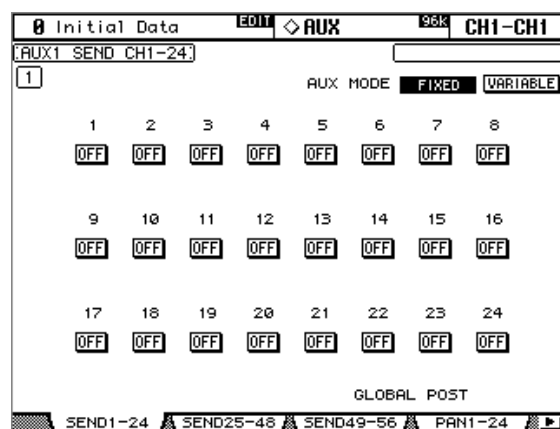 0 Initial Data EDIT ◇AUX 96k CH1-CH1
AUX1 SEND CH1-24
1 AUX MODE FIXED VARIABLE
1 2 3 4 5 6 7 8
OFF OFF OFF OFF OFF OFF OFF OFF
9 10 11 12 13 14 15 16
OFF OFF OFF OFF OFF OFF OFF OFF
17 18 19 20 21 22 23 24
OFF OFF OFF OFF OFF OFF OFF OFF
GLOBAL POST
SEND1-24 SEND25-48 SEND49-56 PAN1-24